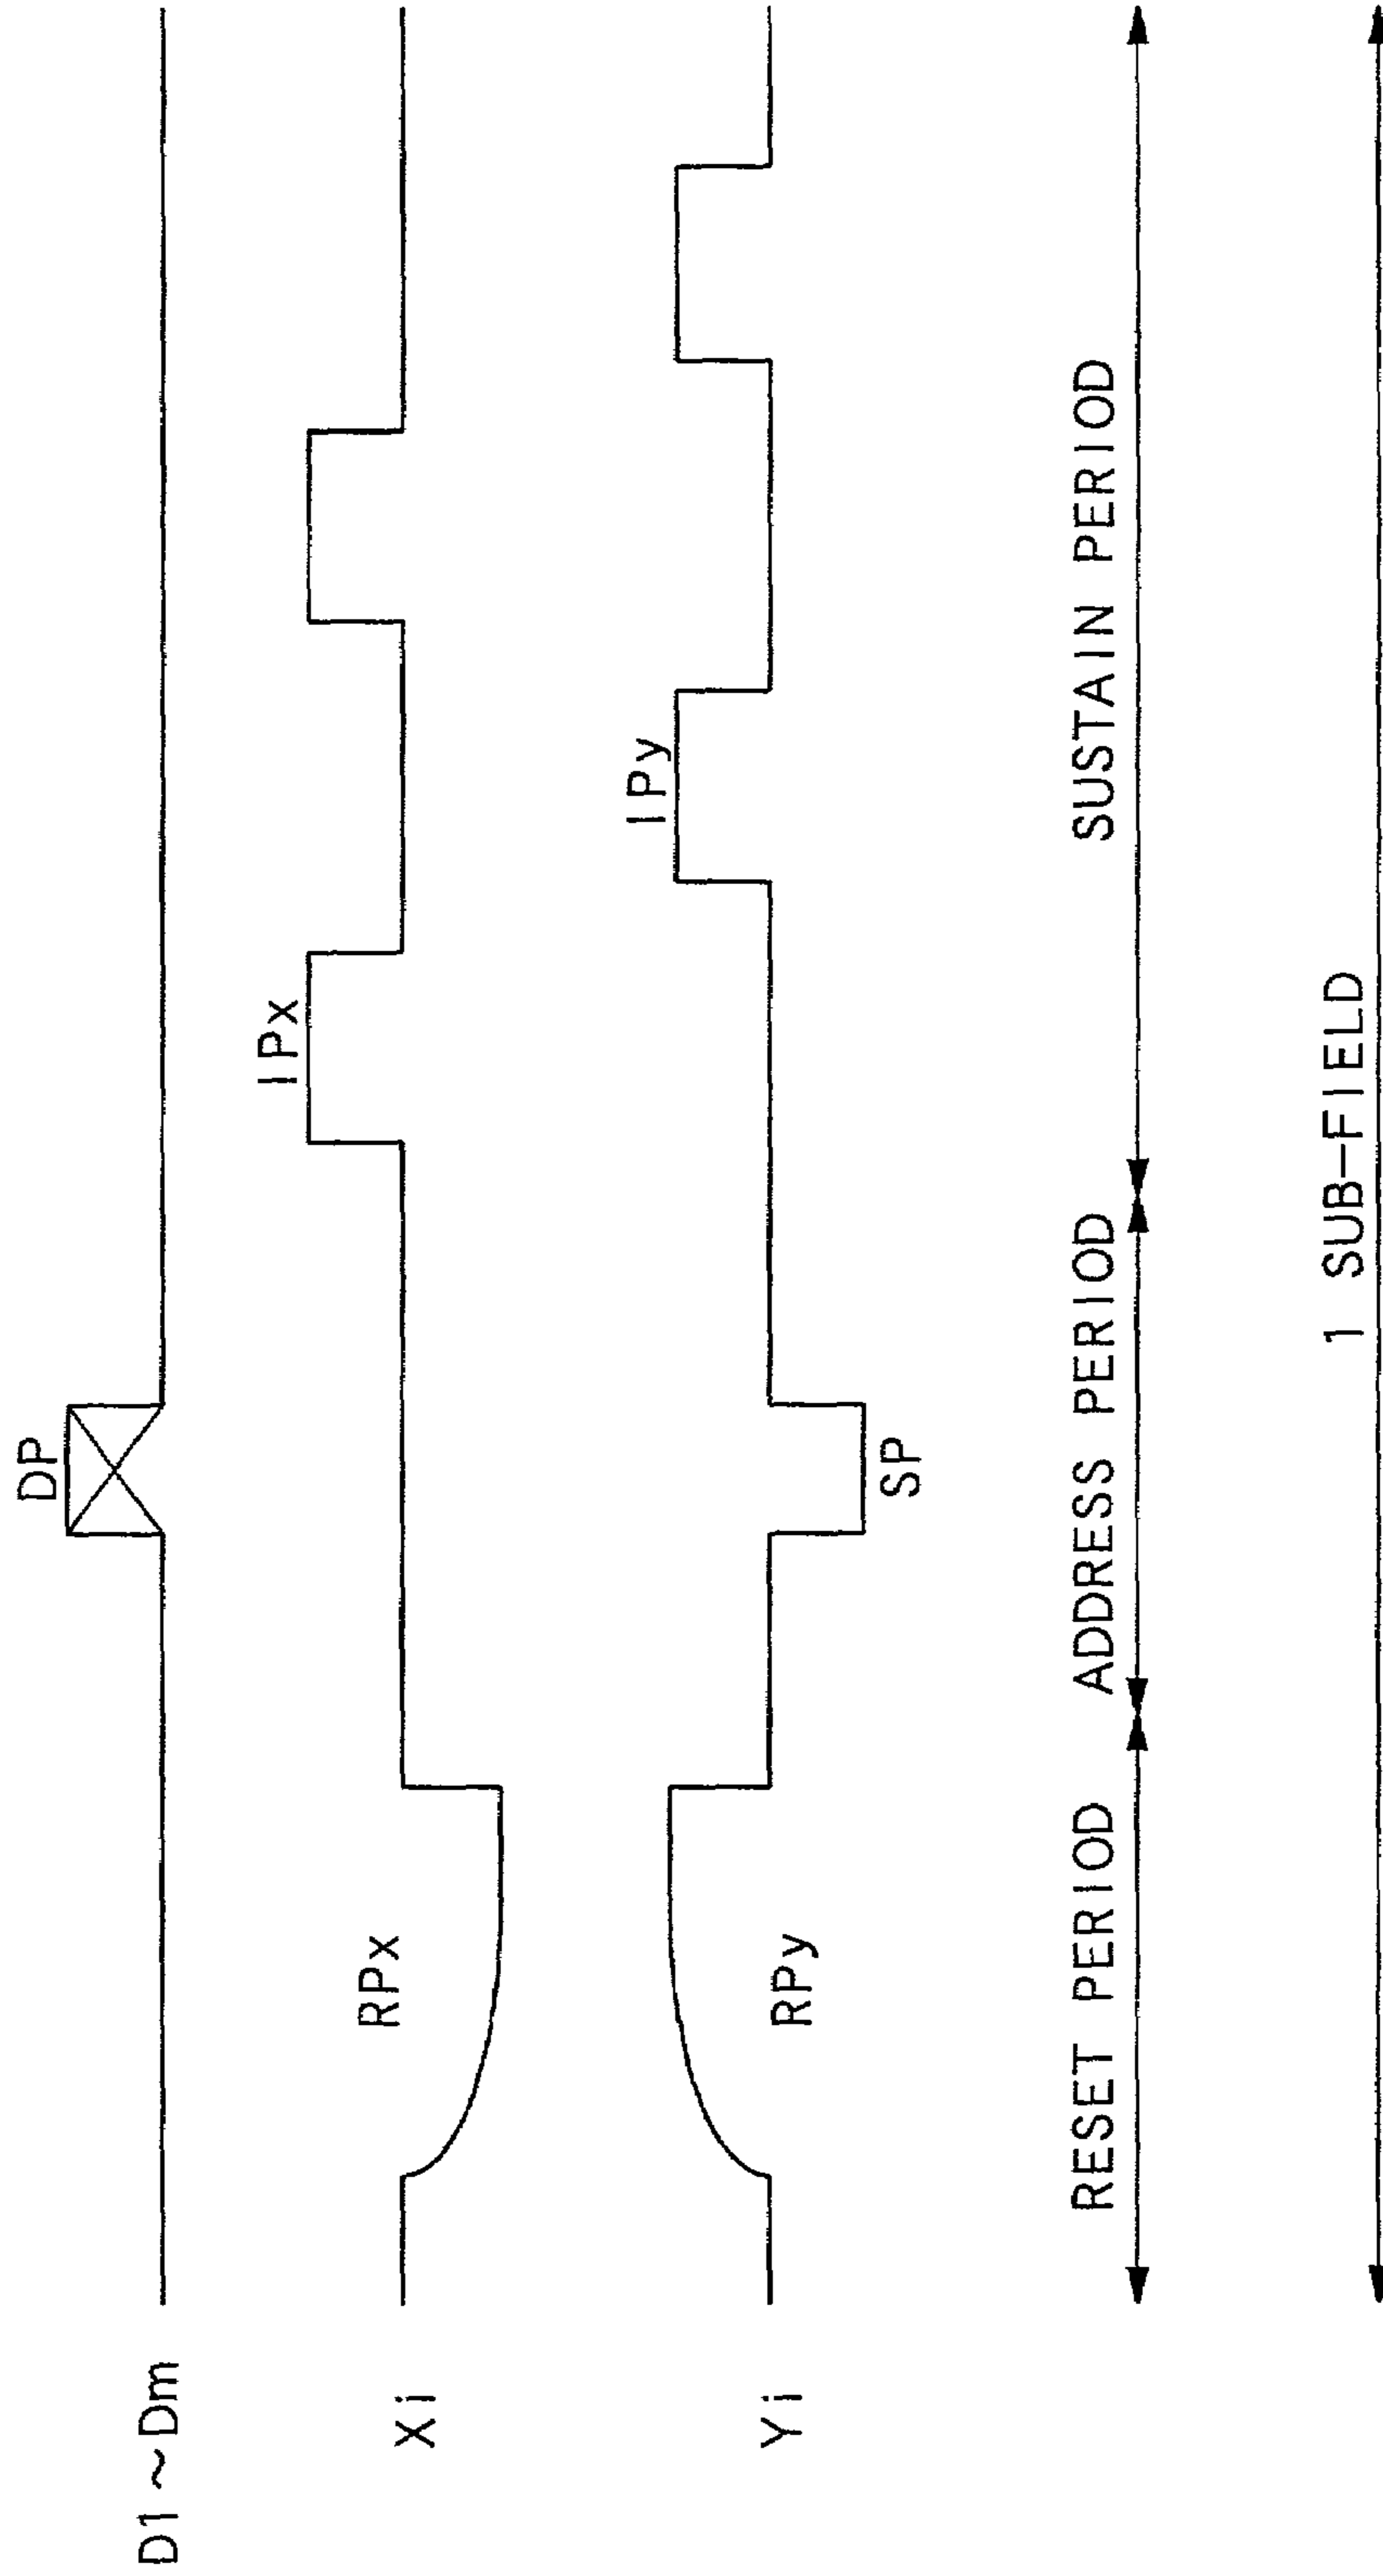 DP
D1~Dm
IPx
RPx
Xi
IPy
Yi
RPy
SP
RESET PERIOD
ADDRESS PERIOD
SUSTAIN PERIOD
1 SUB-FIELD